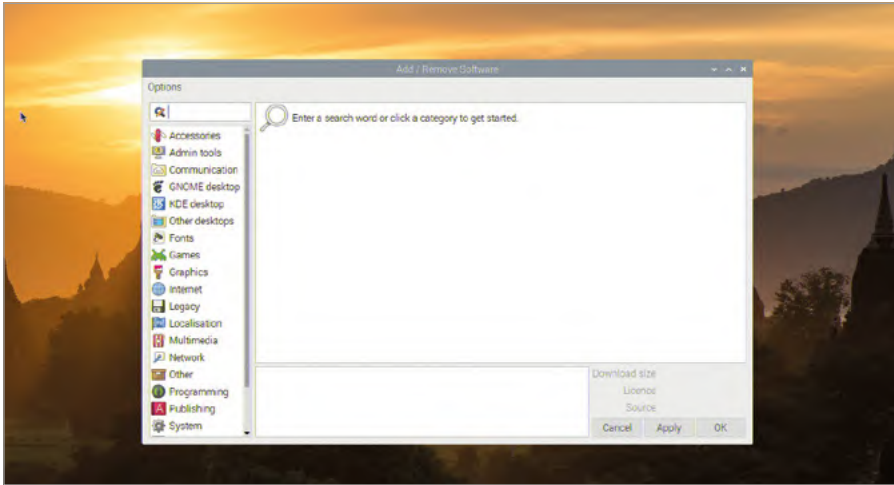 Add / Remove Software
Options
Enter a search word or click a category to get started.
Accessories
Admin tools
Communication
GNOME desktop
KDE desktop
Other desktops
Fonts
Games
Graphics
Internet
Legacy
Localisation
Multimedia
Network
Other
Programming
Publishing
System
Download size
Licence
Source
Cancel Apply OK